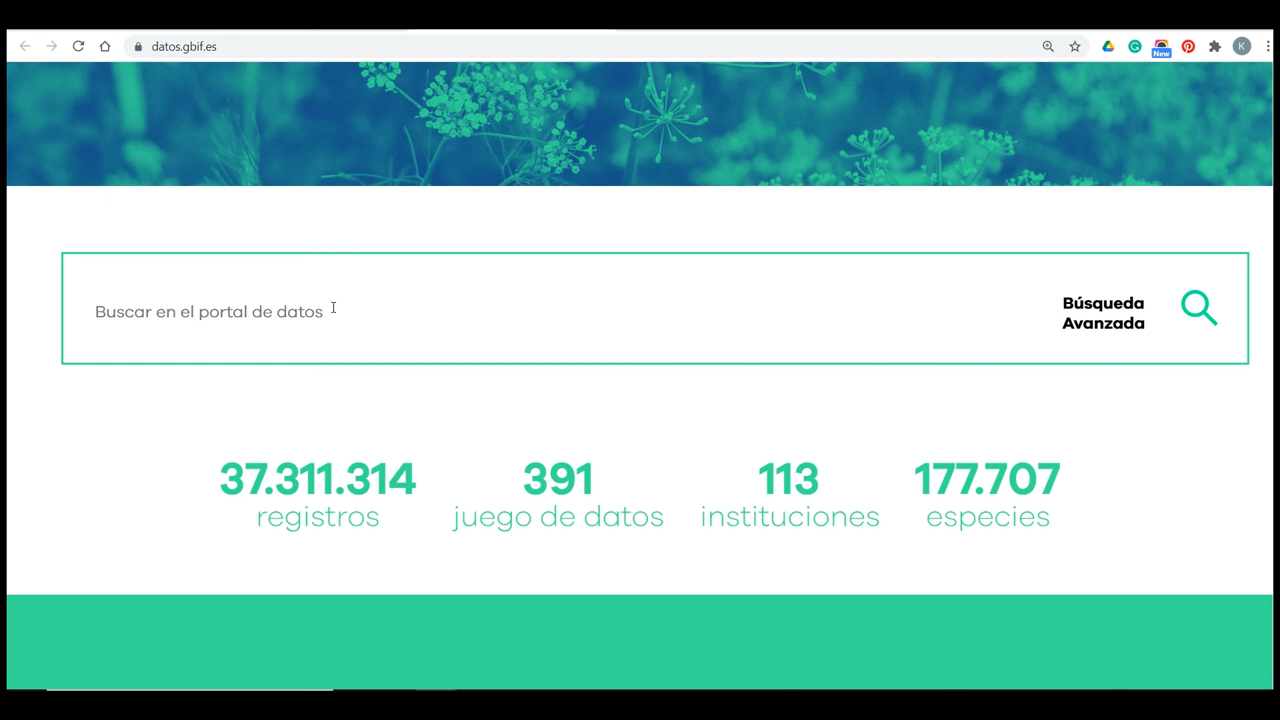 datos.gbif.es
New
K
Buscar en el portal de datos
Búsqueda
Avanzada
37.311.314
registros
391
juego de datos
113
instituciones
177.707
especies